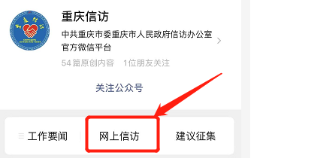 重庆信访
中共重庆市委重庆市人民政府信访办公室
官方微信平台
54篇原创内容 1位朋友关注
关注公众号
工作要闻 网上信访 建议征集